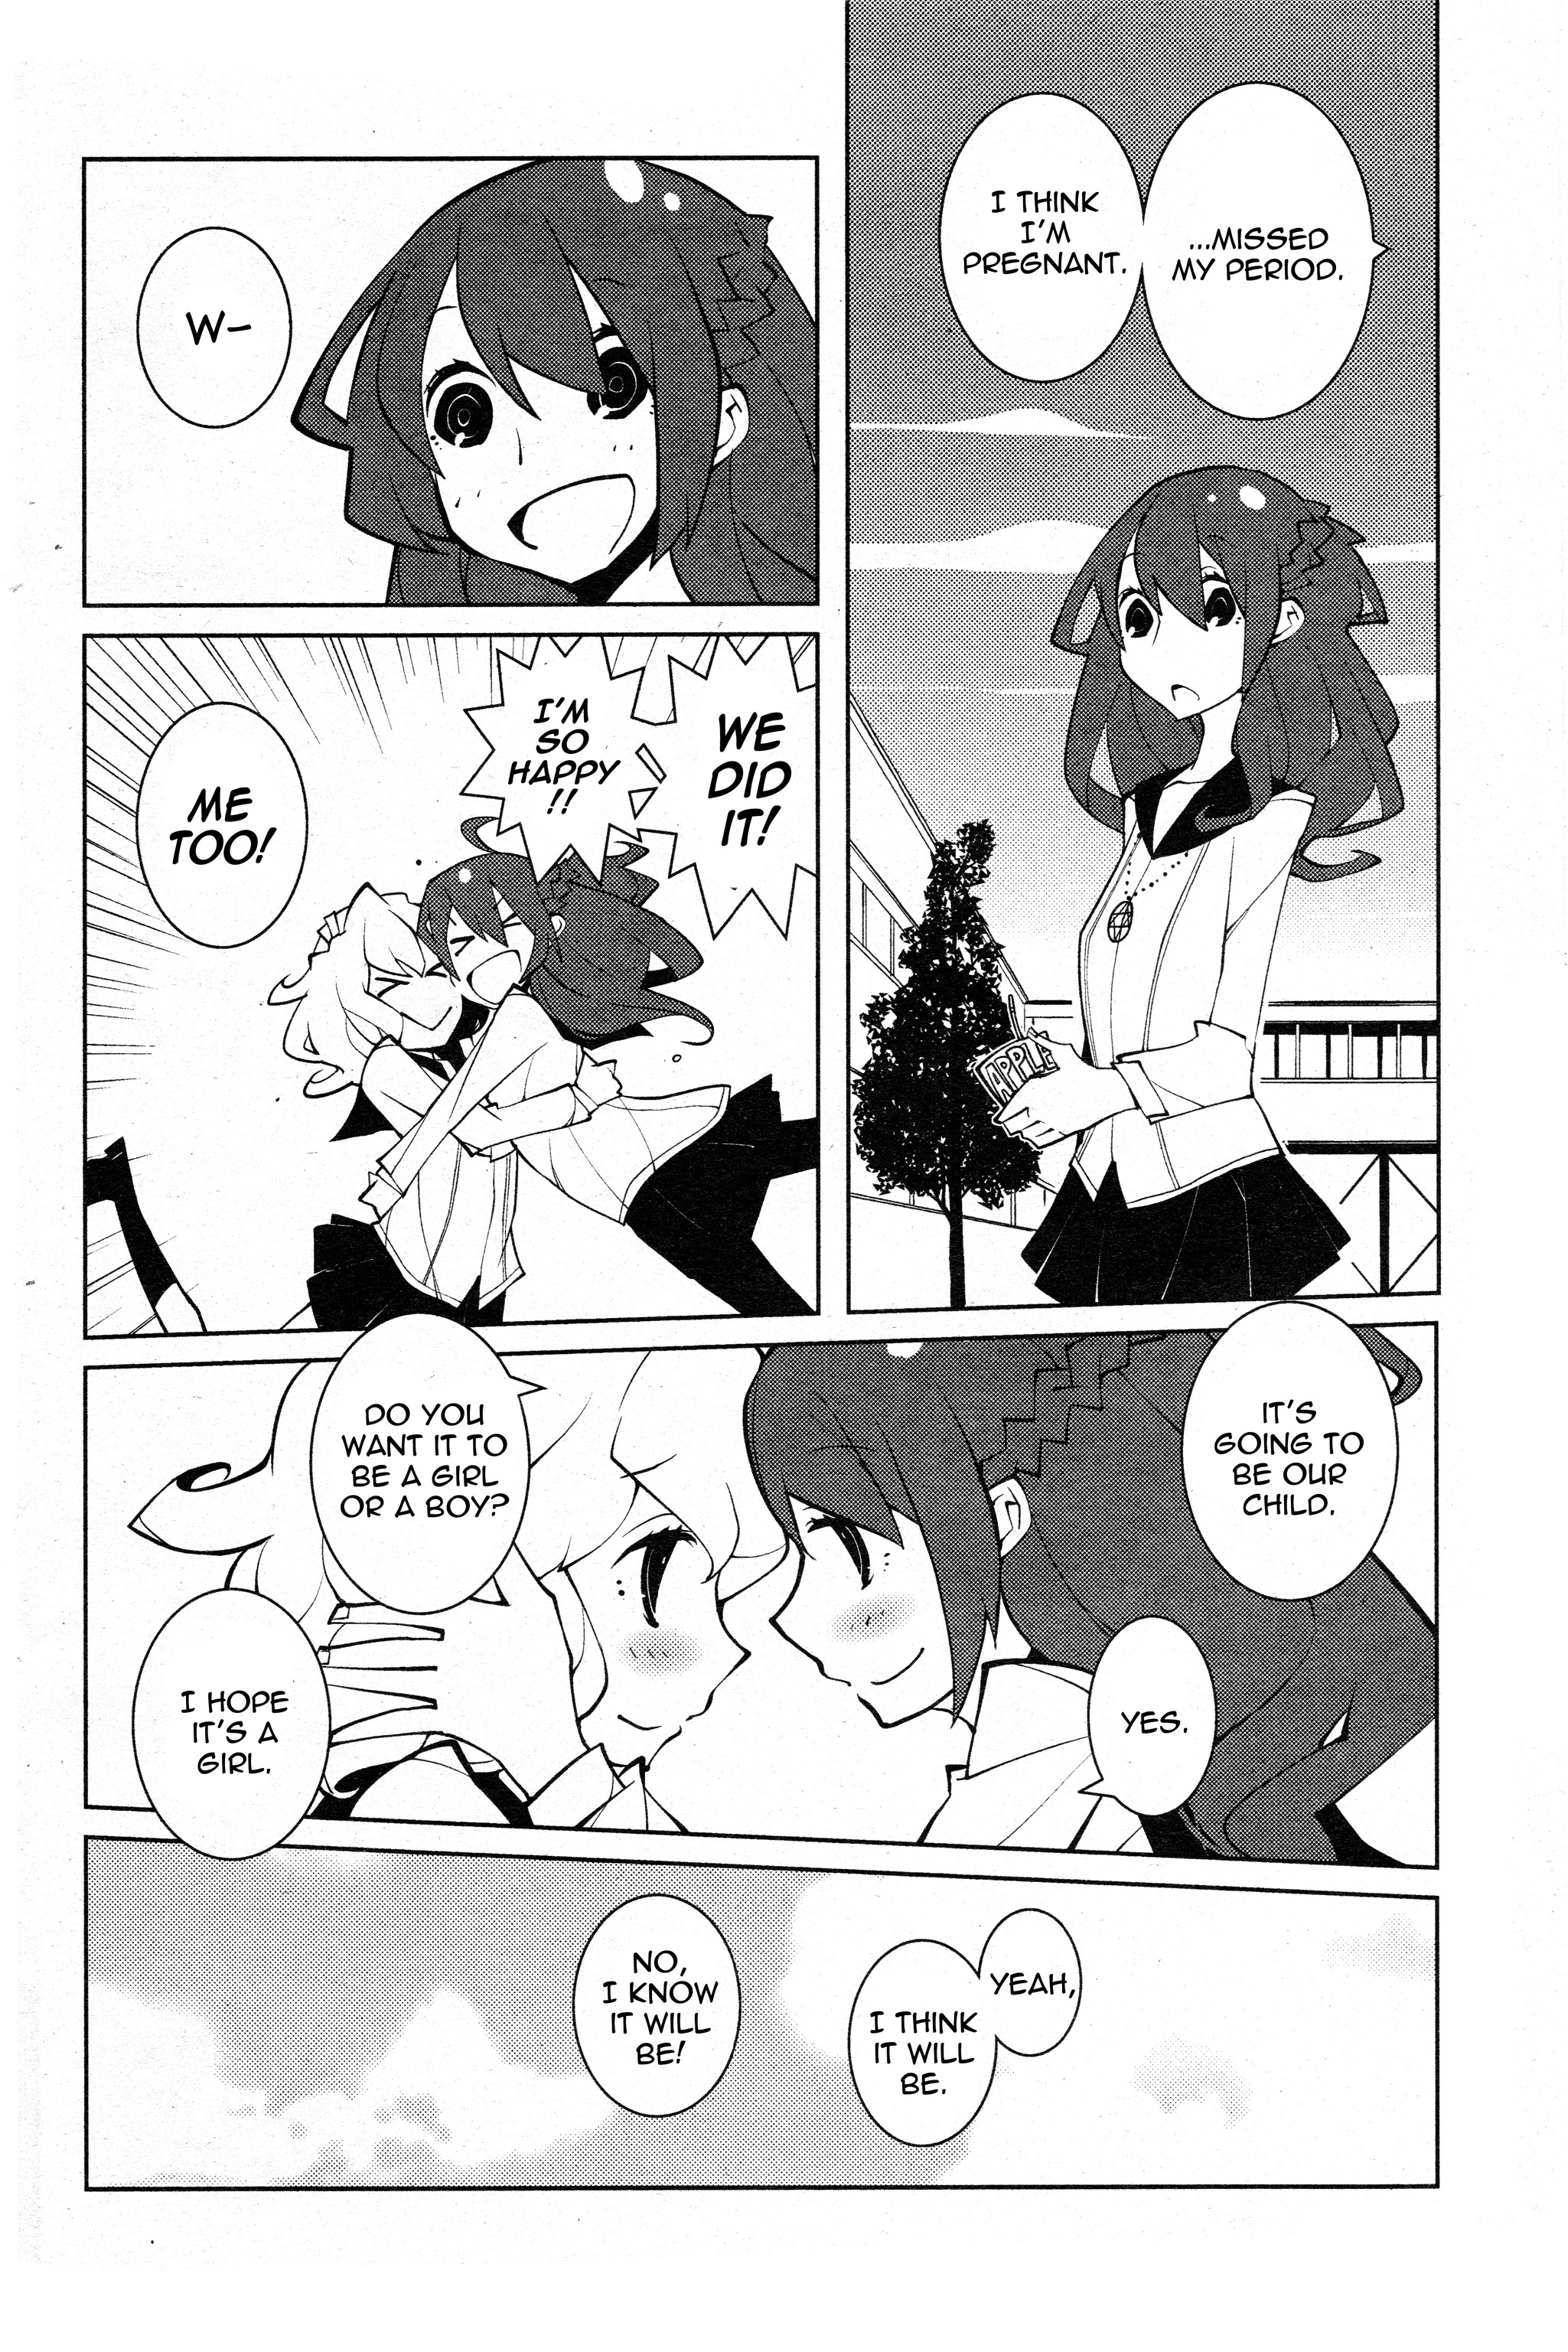 ...MISSED
MY PERIOD.
I THINK
I'M
PREGNANT.
APPLE
W–
WE
DID
IT!
I'M
SO
HAPPY
!!
ME
TOO!
IT'S
GOING TO
BE OUR
CHILD.
YES.
DO YOU
WANT IT TO
BE A GIRL
OR A BOY?
I HOPE
IT'S A
GIRL.
YEAH,
I THINK
IT WILL
BE.
NO,
I KNOW
IT WILL
BE!